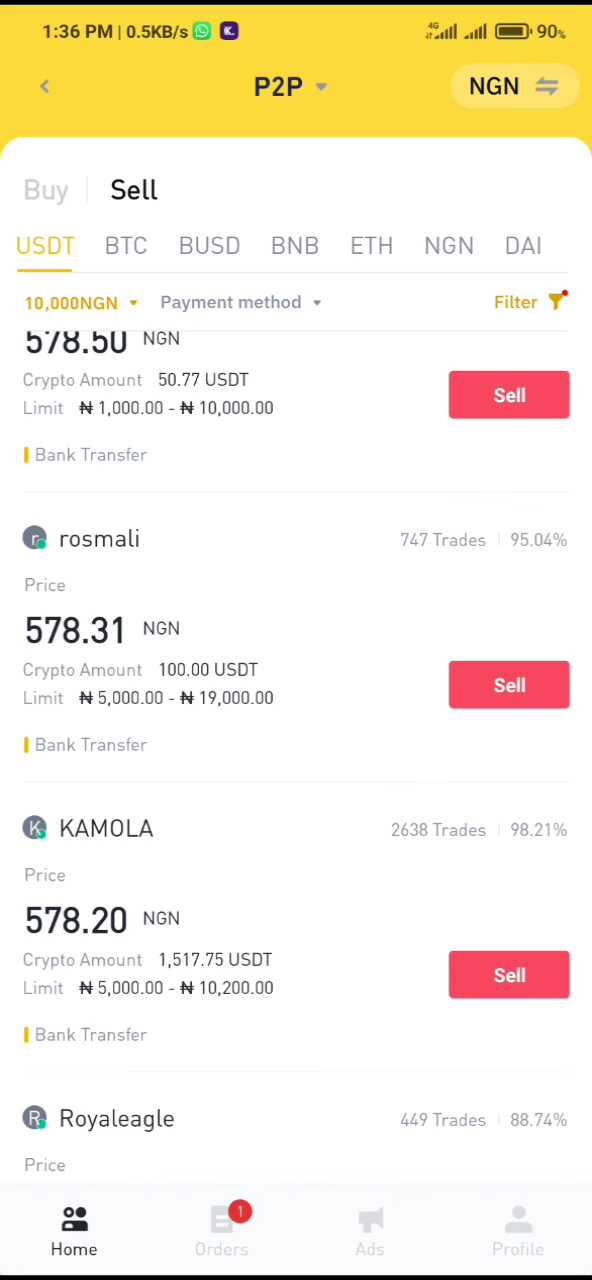 1:36 PM | 0.5KB/s K. 4G 90%
P2P NGN
Buy Sell
USDT BTC BUSD BNB ETH NGN DAI
10,000NGN Payment method Filter
578.50 NGN
Crypto Amount 50.77 USDT
Limit ₦ 1,000.00 - ₦ 10,000.00
Sell
Bank Transfer
r rosmali 747 Trades | 95.04%
Price
578.31 NGN
Crypto Amount 100.00 USDT
Limit ₦ 5,000.00 - ₦ 19,000.00
Sell
Bank Transfer
K KAMOLA 2638 Trades | 98.21%
Price
578.20 NGN
Crypto Amount 1,517.75 USDT
Limit ₦ 5,000.00 - ₦ 10,200.00
Sell
Bank Transfer
R Royaleagle 449 Trades | 88.74%
Price
1
Home Orders Ads Profile